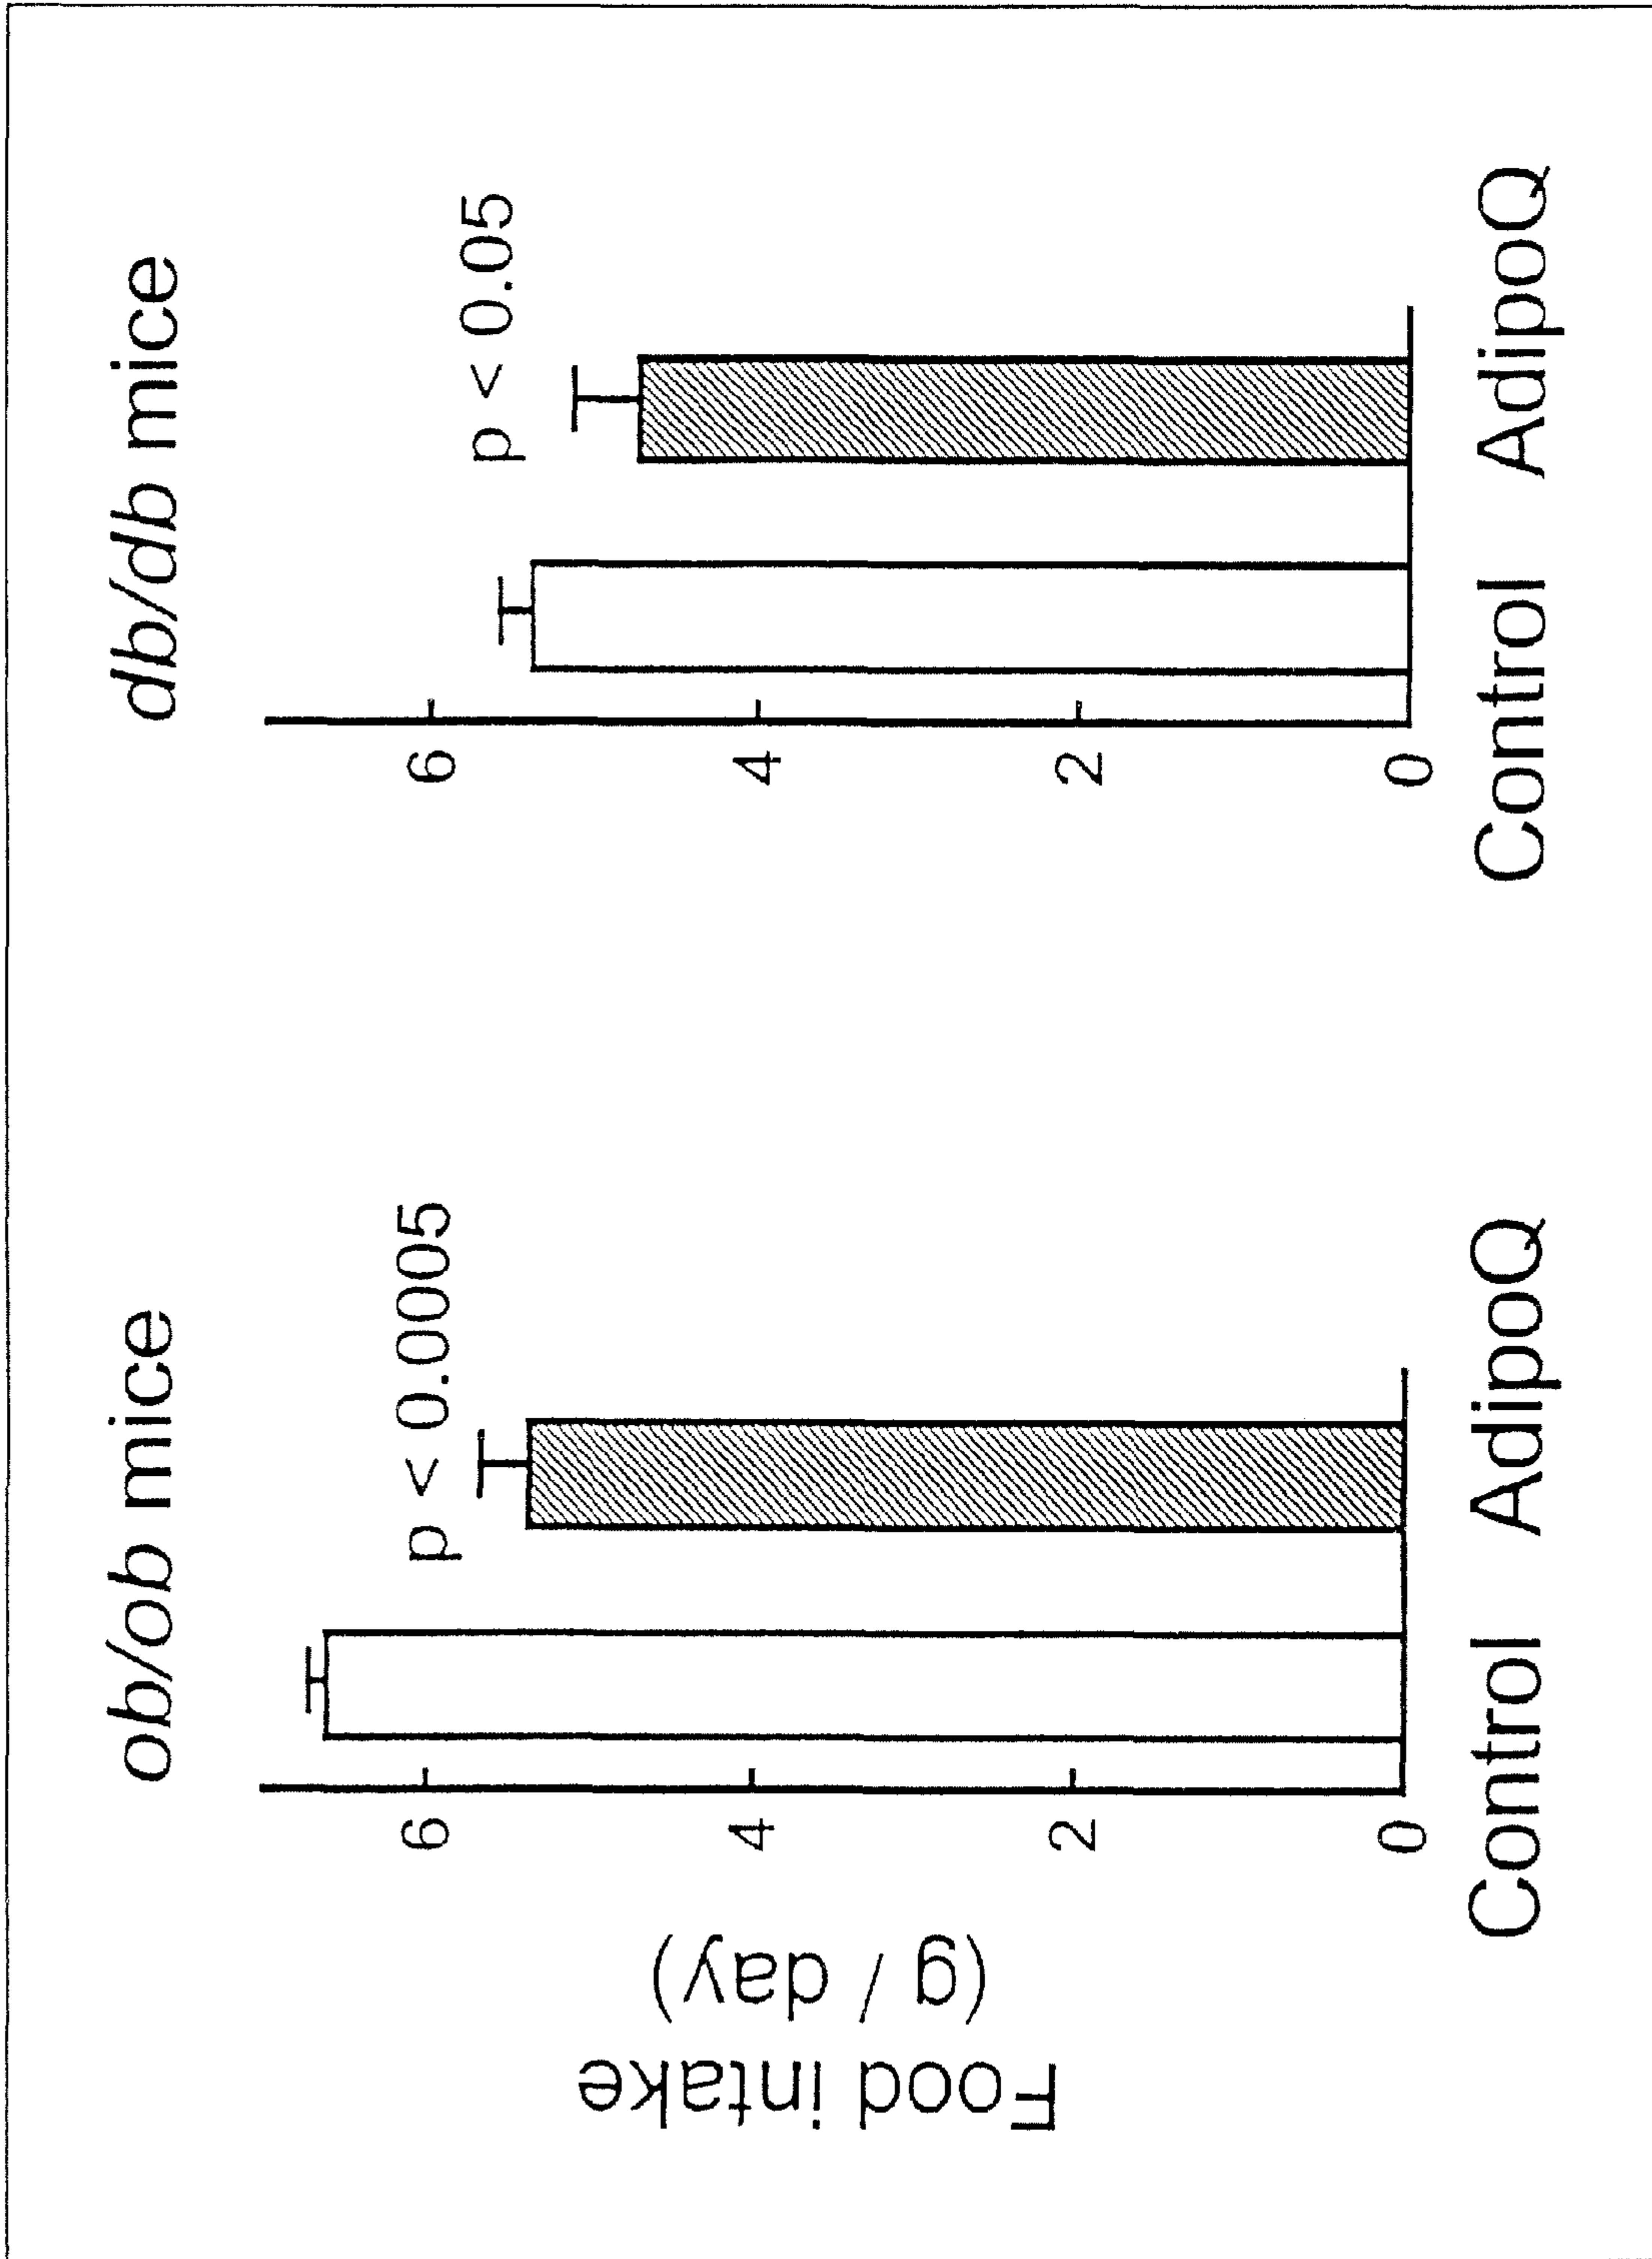 ob/ob mice
db/db mice
Food intake
(g / day)
6
4
2
0
p < 0.0005
Control
AdipoQ
6
4
2
0
p < 0.05
Control
AdipoQ